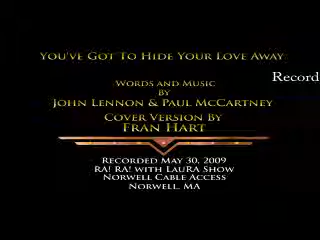 You've Got To Hide Your Love Away
Record
Words and Music
By
John Lennon & Paul McCartney
Cover Version By
Fran Hart
Recorded May 30, 2009
RA! RA! with LauRA Show
Norwell Cable Access
Norwell, MA